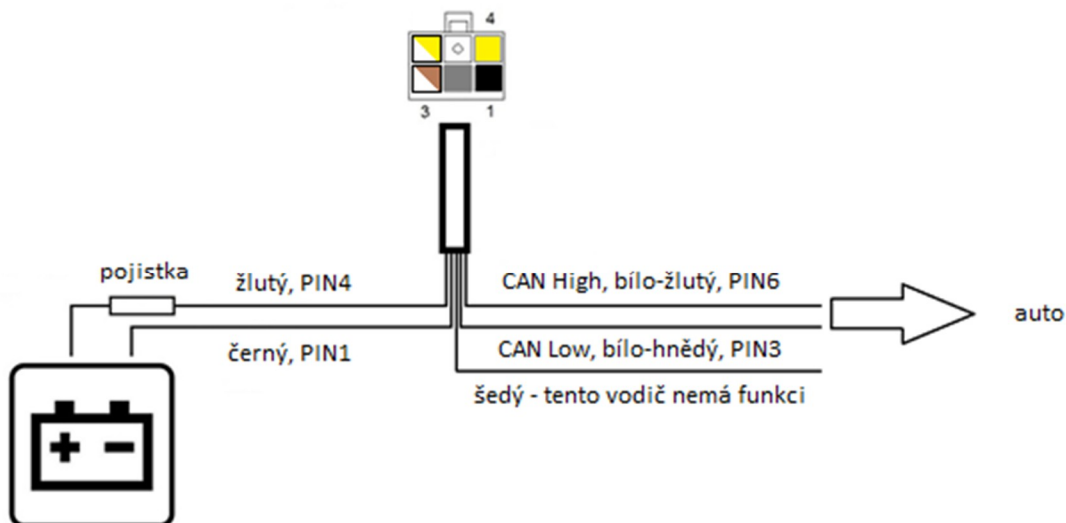 4
3 1
pojistka
žlutý, PIN4
CAN High, bílo-žlutý, PIN6
auto
černý, PIN1
CAN Low, bílo-hnědý, PIN3
šedý - tento vodič nemá funkci